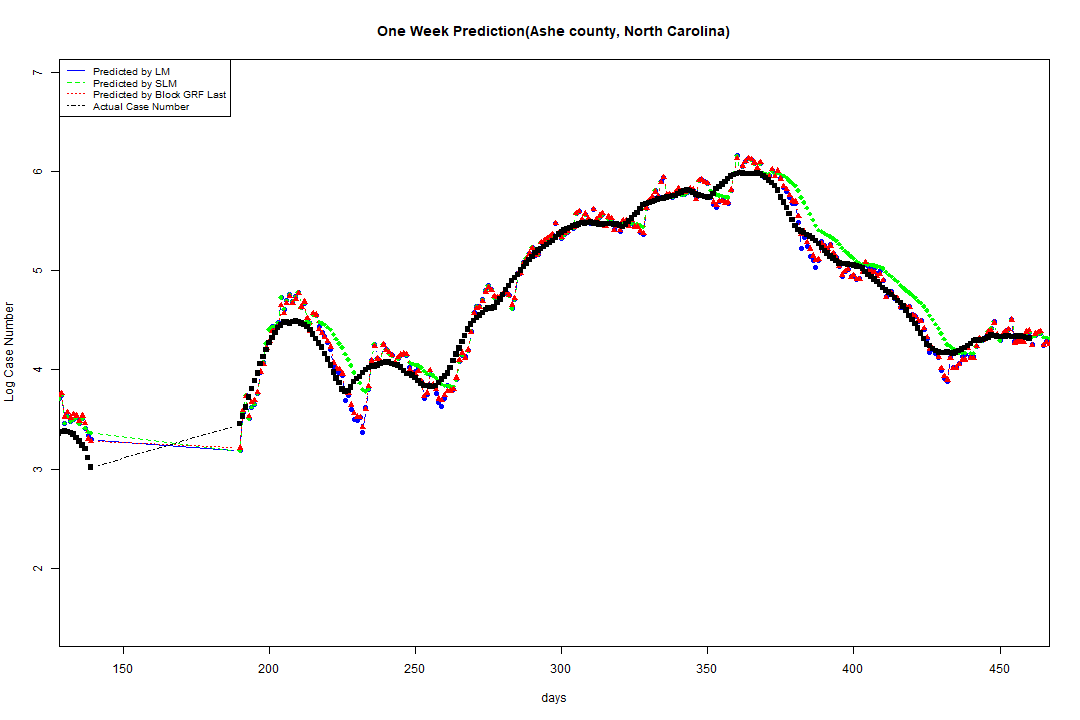 One Week Prediction(Ashe county, North Carolina)
Predicted by LM
Predicted by SLM
Predicted by Block GRF Last
Actual Case Number
7
6
5
4
3
2
Log Case Number
150 200 250 300 350 400 450
days